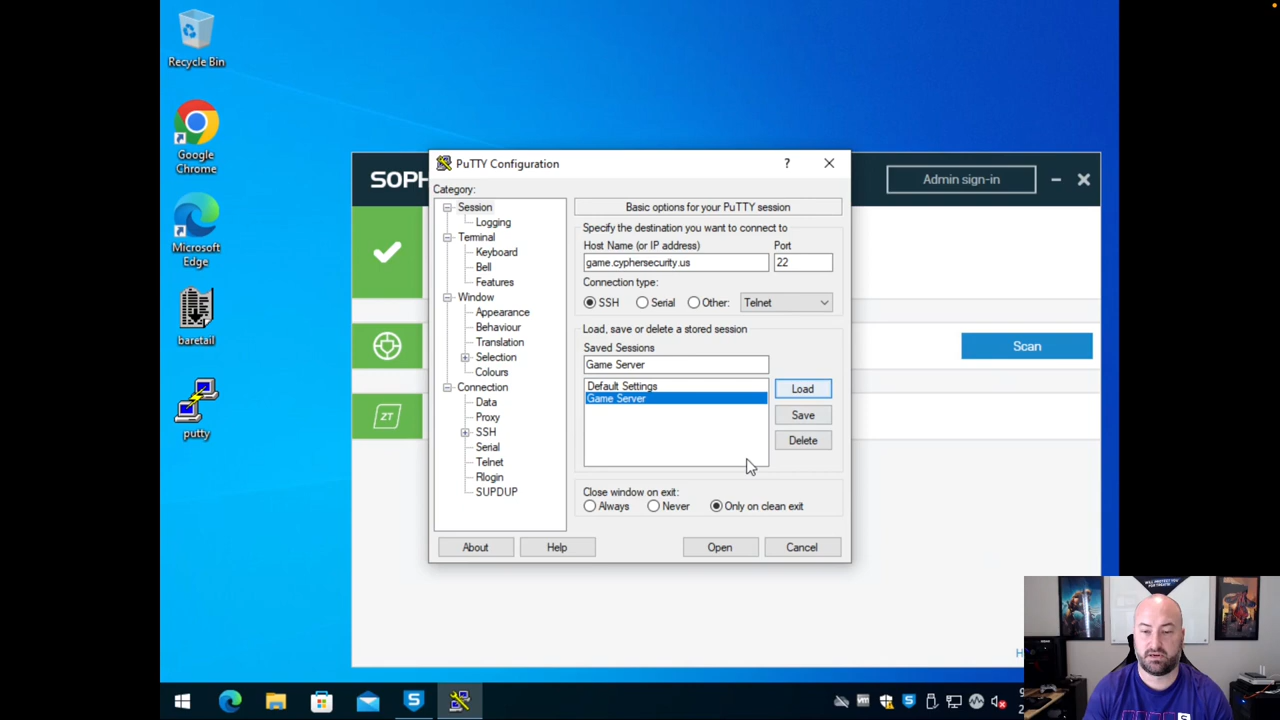 Recycle Bin
Google
Chrome
Microsoft
Edge
baretail
putty
SOPH
Admin sign-in
Scan
ZT
PuTTY Configuration
?
Category:
Session
Logging
Terminal
Keyboard
Bell
Features
Window
Appearance
Behaviour
Translation
Selection
Colours
Connection
Data
Proxy
SSH
Serial
Telnet
Rlogin
SUPDUP
Basic options for your PuTTY session
Specify the destination you want to connect to
Host Name (or IP address) Port
game.cyphersecurity.us 22
Connection type:
SSH Serial Other: Telnet
Load, save or delete a stored session
Saved Sessions
Game Server
Default Settings
Game Server
Load
Save
Delete
Close window on exit:
Always Never Only on clean exit
About Help Open Cancel